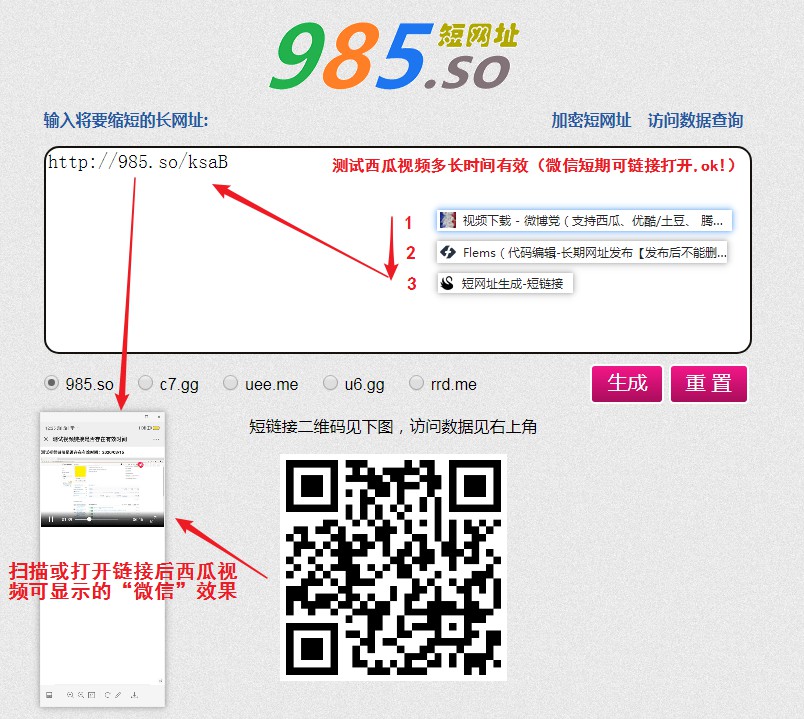 985.so
短网址
输入将要缩短的长网址:
加密短网址 访问数据查询
http://985.so/ksaB
测试西瓜视频多长时间有效（微信短期可链接打开.ok!）
1
视频下载 - 微博党（支持西瓜、优酷/土豆、 腾...
2
Flems（代码编辑-长期网址发布【发布后不能删...
3
短网址生成-短链接
985.so c7.gg uee.me u6.gg rrd.me
生成 重 置
短链接二维码见下图，访问数据见右上角
扫描或打开链接后西瓜视
频可显示的“微信”效果